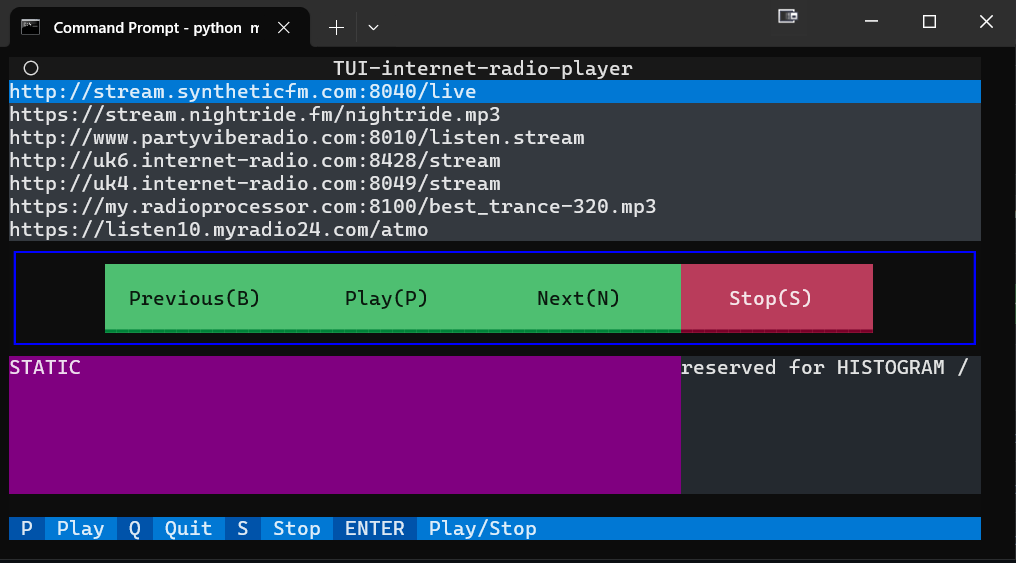 Command Prompt - python m
TUI-internet-radio-player
http://stream.syntheticfm.com:8040/live
https://stream.nightride.fm/nightride.mp3
http://www.partyviberadio.com:8010/listen.stream
http://uk6.internet-radio.com:8428/stream
http://uk4.internet-radio.com:8049/stream
https://my.radioprocessor.com:8100/best_trance-320.mp3
https://listen10.myradio24.com/atmo
Previous(B) Play(P) Next(N) Stop(S)
STATIC reserved for HISTOGRAM /
P Play Q Quit S Stop ENTER Play/Stop